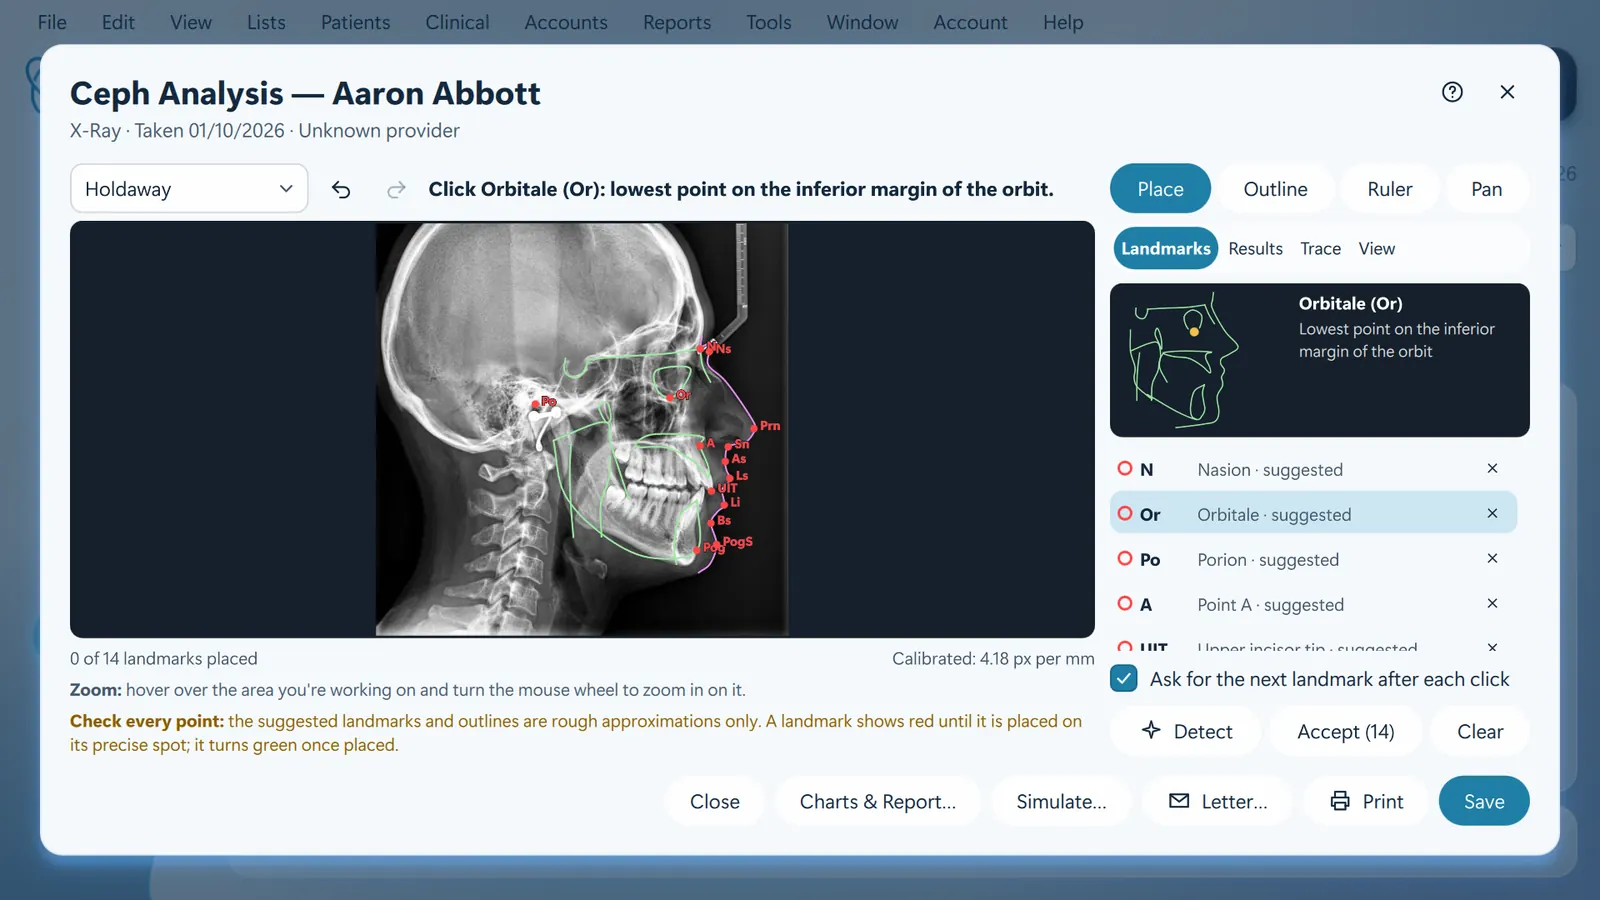 File Edit View Lists Patients Clinical Accounts Reports Tools Window Account Help
Ceph Analysis — Aaron Abbott
X-Ray · Taken 01/10/2026 · Unknown provider
Holdaway
Click Orbitale (Or): lowest point on the inferior margin of the orbit.
Place Outline Ruler Pan
Landmarks Results Trace View
Orbitale (Or)
Lowest point on the inferior
margin of the orbit
Ns
Or
Po
Prn
A
Sn
As
Ls
UIT
Li
Bs
PogS
Pog
N Nasion · suggested
Or Orbitale · suggested
Po Porion · suggested
A Point A · suggested
UIT Upper incisor tip · suggested
0 of 14 landmarks placed
Calibrated: 4.18 px per mm
Zoom: hover over the area you're working on and turn the mouse wheel to zoom in on it.
Check every point: the suggested landmarks and outlines are rough approximations only. A landmark shows red until it is placed on
its precise spot; it turns green once placed.
Ask for the next landmark after each click
Detect Accept (14) Clear
Close Charts & Report... Simulate... Letter... Print Save
26